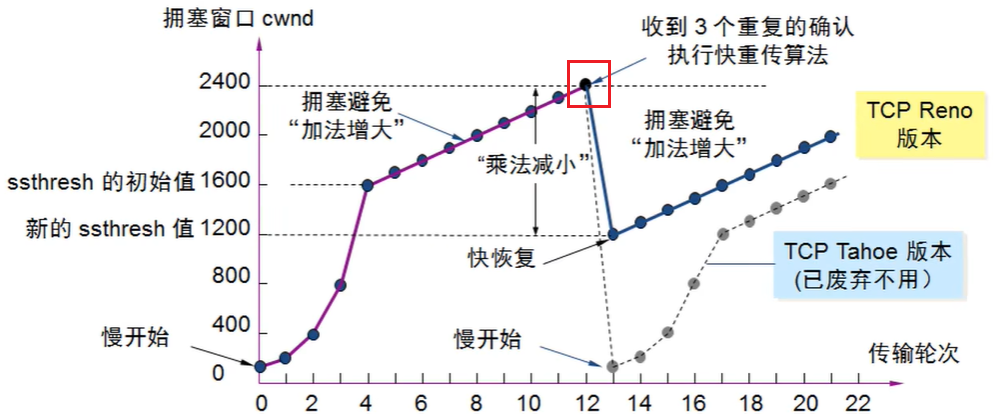 拥塞窗口 cwnd
收到 3 个重复的确认
执行快重传算法
2400
拥塞避免
“加法增大”
TCP Reno
版本
拥塞避免
“加法增大”
2000
“乘法减小”
ssthresh 的初始值 1600
新的 ssthresh 值 1200
快恢复
TCP Tahoe 版本
(已废弃不用）
800
慢开始
400
慢开始
传输轮次
0
0 2 4 6 8 10 12 14 16 18 20 22